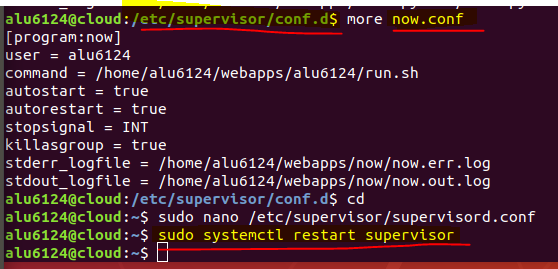 alu6124@cloud:/etc/supervisor/conf.d$ more now.conf
[program:now]
user = alu6124
command = /home/alu6124/webapps/alu6124/run.sh
autostart = true
autorestart = true
stopsignal = INT
killasgroup = true
stderr_logfile = /home/alu6124/webapps/now/now.err.log
stdout_logfile = /home/alu6124/webapps/now/now.out.log
alu6124@cloud:/etc/supervisor/conf.d$ cd
alu6124@cloud:~$ sudo nano /etc/supervisor/supervisord.conf
alu6124@cloud:~$ sudo systemctl restart supervisor
alu6124@cloud:~$